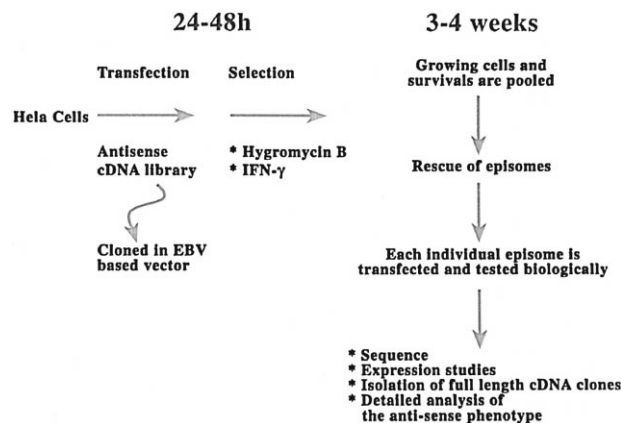 24-48h
Transfection
Selection
Hela Cells
Antisense
cDNA library
* Hygromycin B
* IFN-γ
Cloned in EBV
based vector
3-4 weeks
Growing cells and
survivals are pooled
Rescue of episomes
Each individual episome is
transfected and tested biologically
* Sequence
* Expression studies
* Isolation of full length cDNA clones
* Detailed analysis of
the anti-sense phenotype